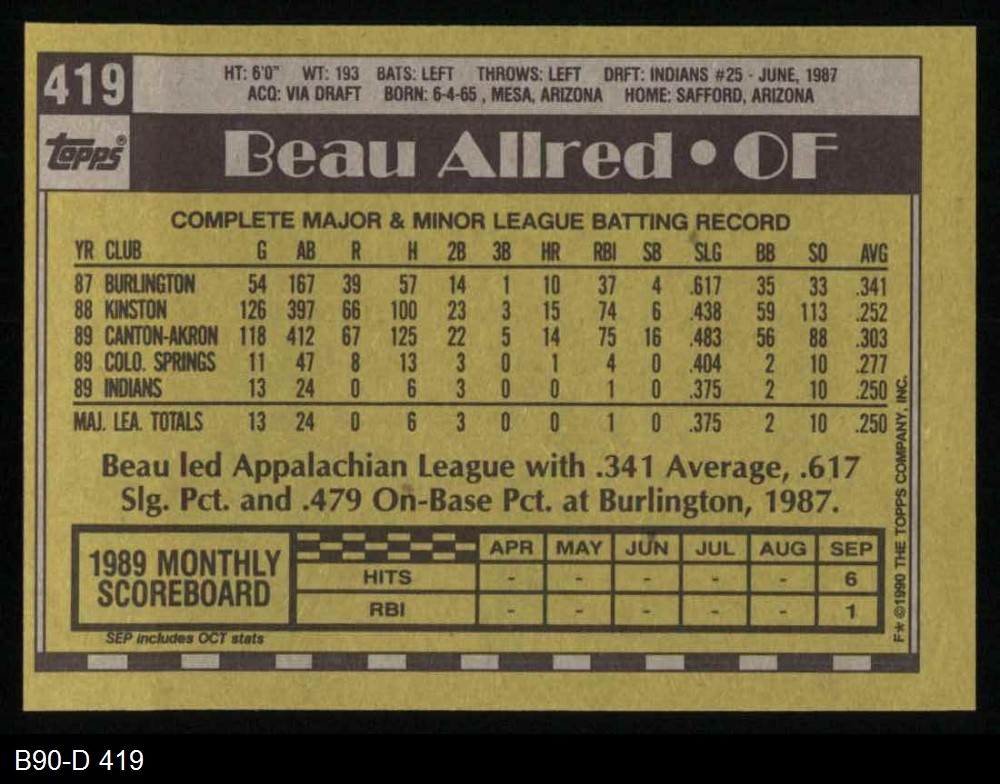 419
HT: 6'0" WT: 193 BATS: LEFT THROWS: LEFT DRFT: INDIANS #25 - JUNE, 1987
ACQ: VIA DRAFT BORN: 6-4-65 , MESA, ARIZONA HOME: SAFFORD, ARIZONA
Topps®
Beau Allred • OF
COMPLETE MAJOR & MINOR LEAGUE BATTING RECORD
YR CLUB G AB R H 2B 3B HR RBI SB SLG BB SO AVG
87 BURLINGTON 54 167 39 57 14 1 10 37 4 .617 35 33 .341
88 KINSTON 126 397 66 100 23 3 15 74 6 .438 59 113 .252
89 CANTON-AKRON 118 412 67 125 22 5 14 75 16 .483 56 88 .303
89 COLO. SPRINGS 11 47 8 13 3 0 1 4 0 .404 2 10 .277
89 INDIANS 13 24 0 6 3 0 0 1 0 .375 2 10 .250
MAJ. LEA. TOTALS 13 24 0 6 3 0 0 1 0 .375 2 10 .250
Beau led Appalachian League with .341 Average, .617
Slg. Pct. and .479 On-Base Pct. at Burlington, 1987.
1989 MONTHLY
SCOREBOARD
APR MAY JUN JUL AUG SEP
HITS - - - - - 6
RBI - - - - - 1
SEP includes OCT stats
F* ©1990 THE TOPPS COMPANY, INC.
B90-D 419